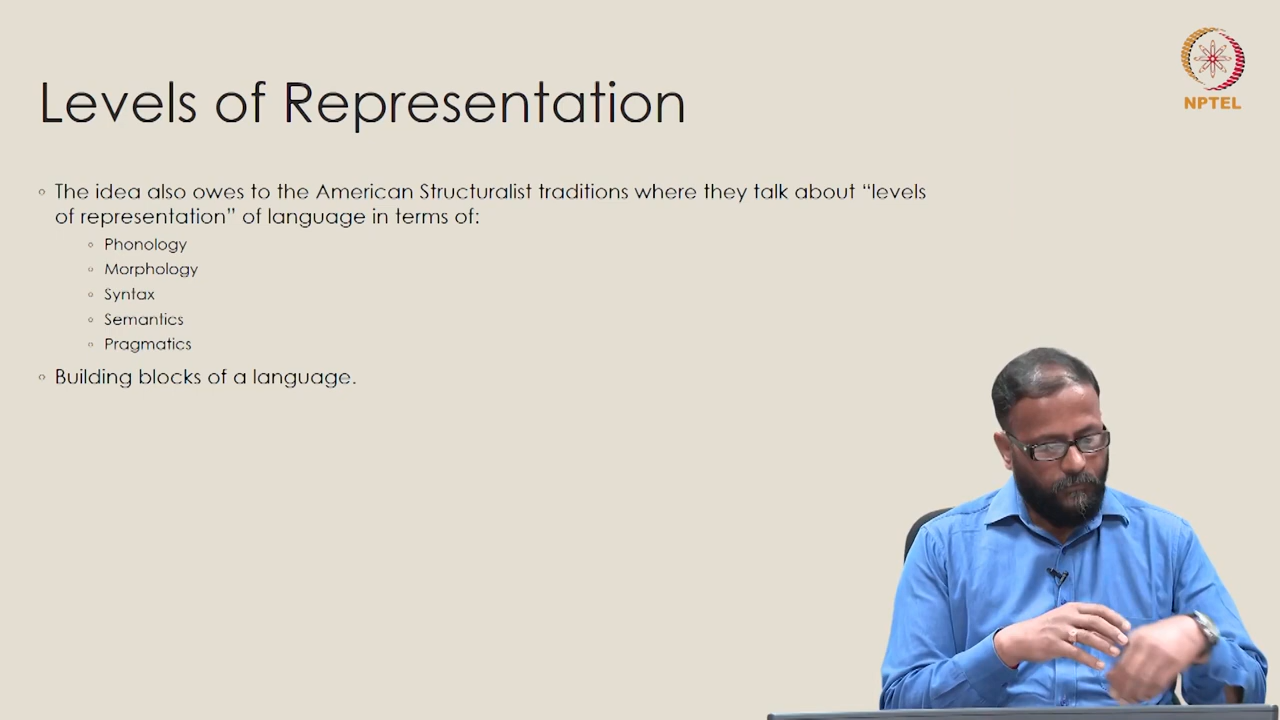 Levels of Representation
NPTEL
◦ The idea also owes to the American Structuralist traditions where they talk about “levels
of representation” of language in terms of:
◦ Phonology
◦ Morphology
◦ Syntax
◦ Semantics
◦ Pragmatics
◦ Building blocks of a language.